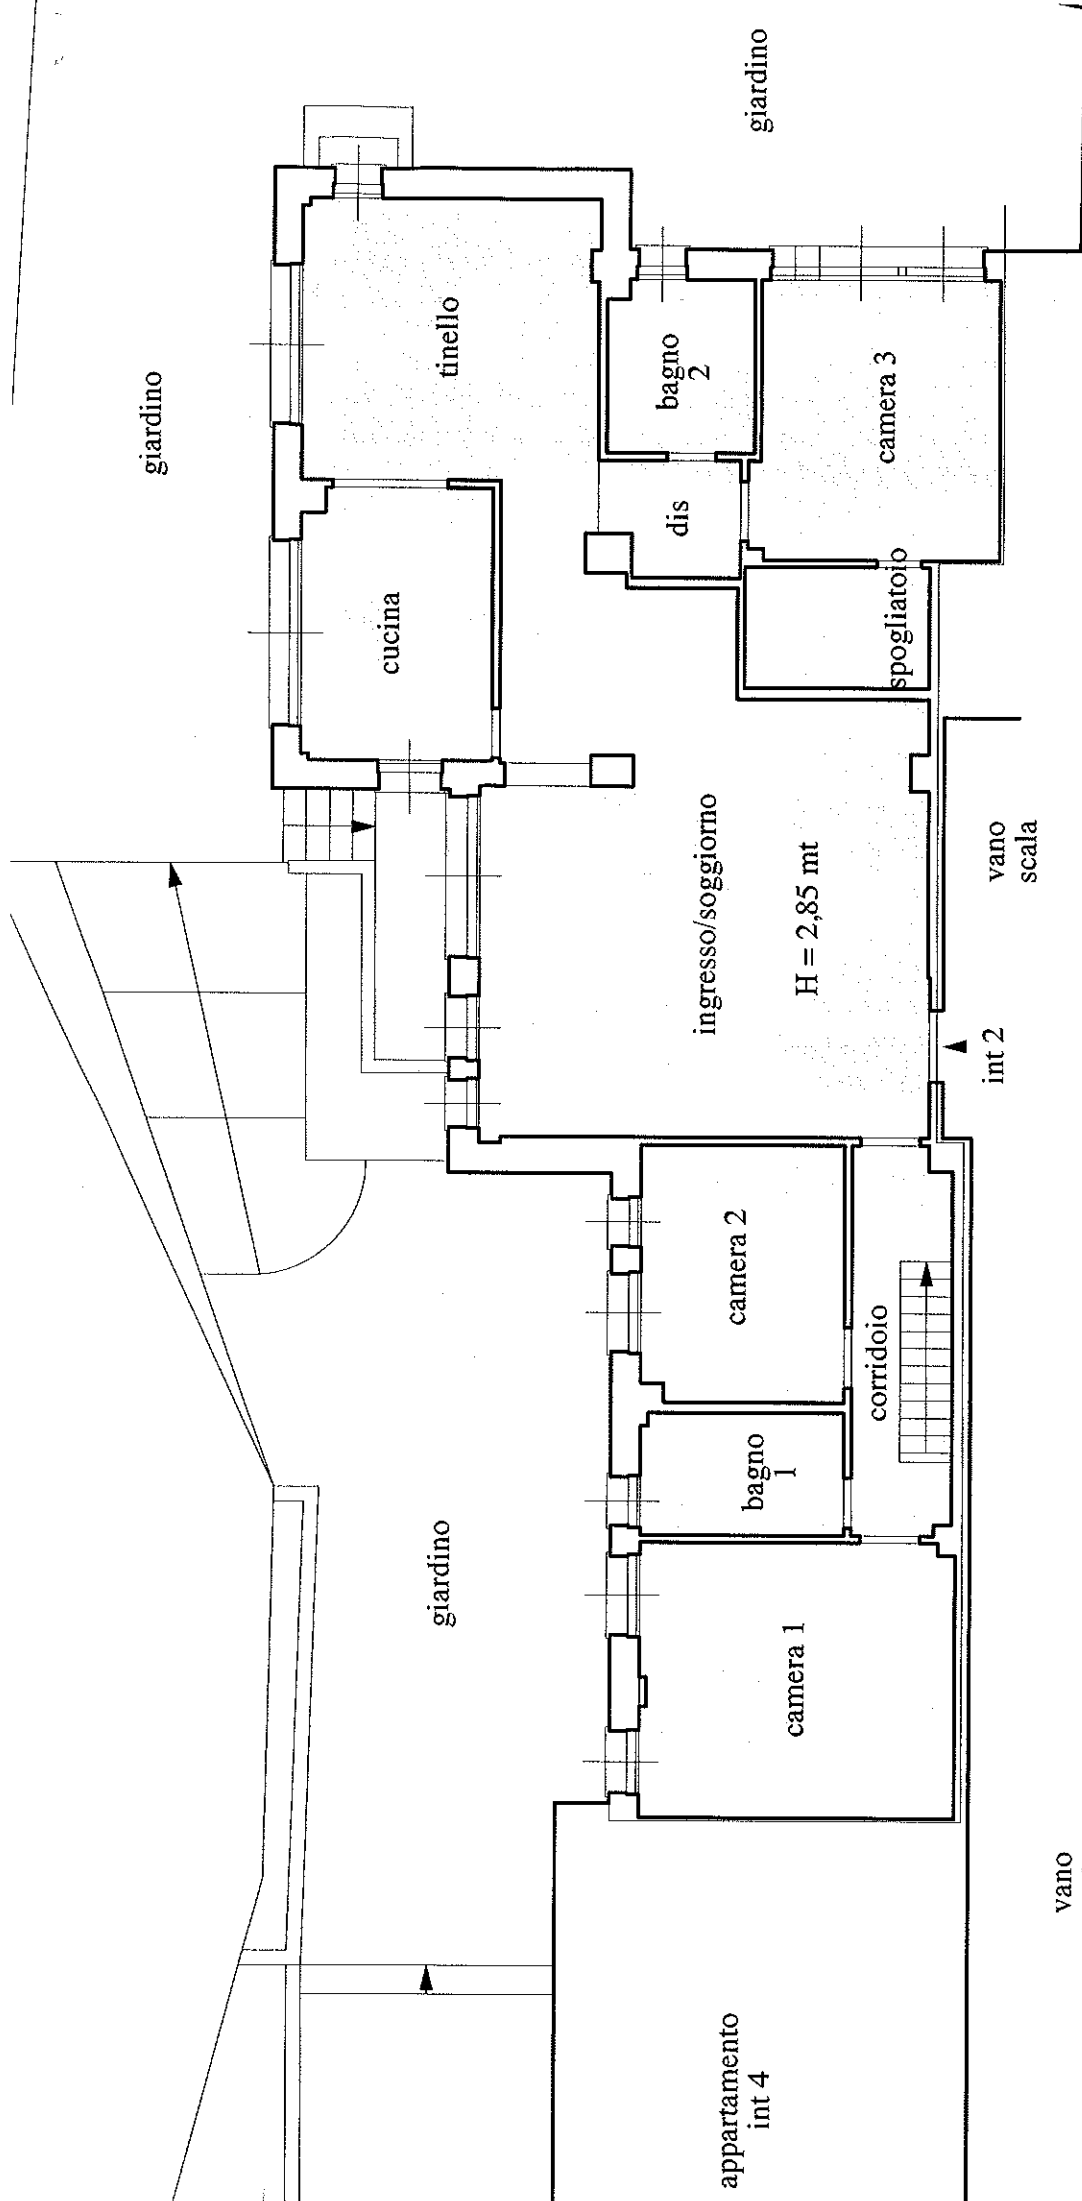 giardino
giardino
tinello
bagno
2
camera 3
cucina
dis
spogliatoio
ingresso/soggiorno
H = 2,85 mt
vano
scala
int 2
camera 2
corridoio
bagno
1
giardino
camera 1
vano
appartamento
int 4